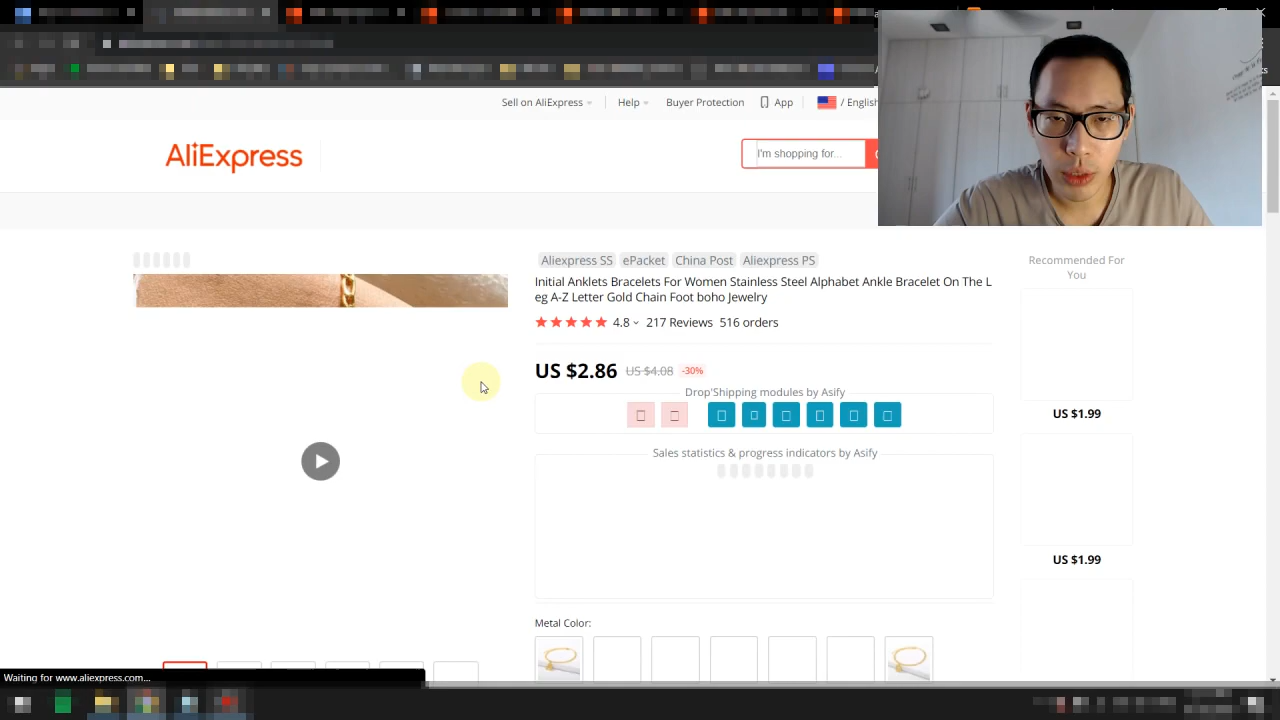 Sell on AliExpress
Help
Buyer Protection
App
/ English
AliExpress
I'm shopping for...
Aliexpress SS ePacket China Post Aliexpress PS
Initial Anklets Bracelets For Women Stainless Steel Alphabet Ankle Bracelet On The L
eg A-Z Letter Gold Chain Foot boho Jewelry
4.8 217 Reviews 516 orders
US $2.86 US $4.08 -30%
Drop'Shipping modules by Asify
Sales statistics & progress indicators by Asify
Metal Color:
Recommended For
You
US $1.99
US $1.99
Waiting for www.aliexpress.com...